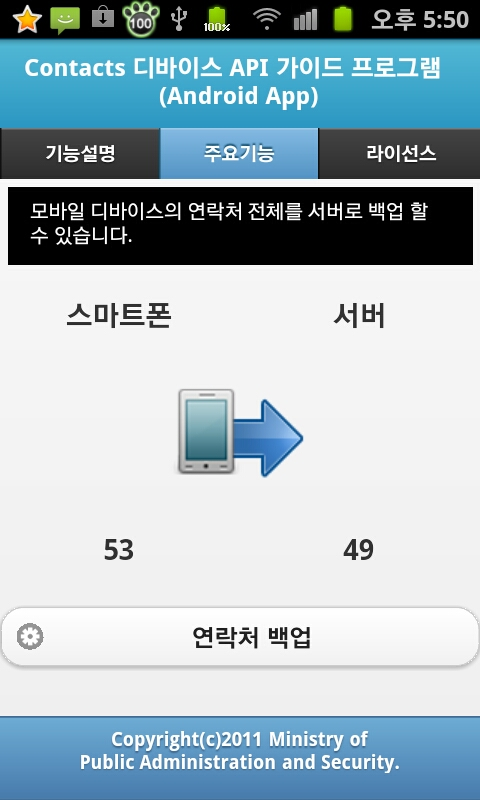 100
100%
오후 5:50
Contacts 디바이스 API 가이드 프로그램
(Android App)
기능설명 주요기능 라이선스
모바일 디바이스의 연락처 전체를 서버로 백업 할
수 있습니다.
스마트폰 서버
53 49
연락처 백업
Copyright(c)2011 Ministry of
Public Administration and Security.